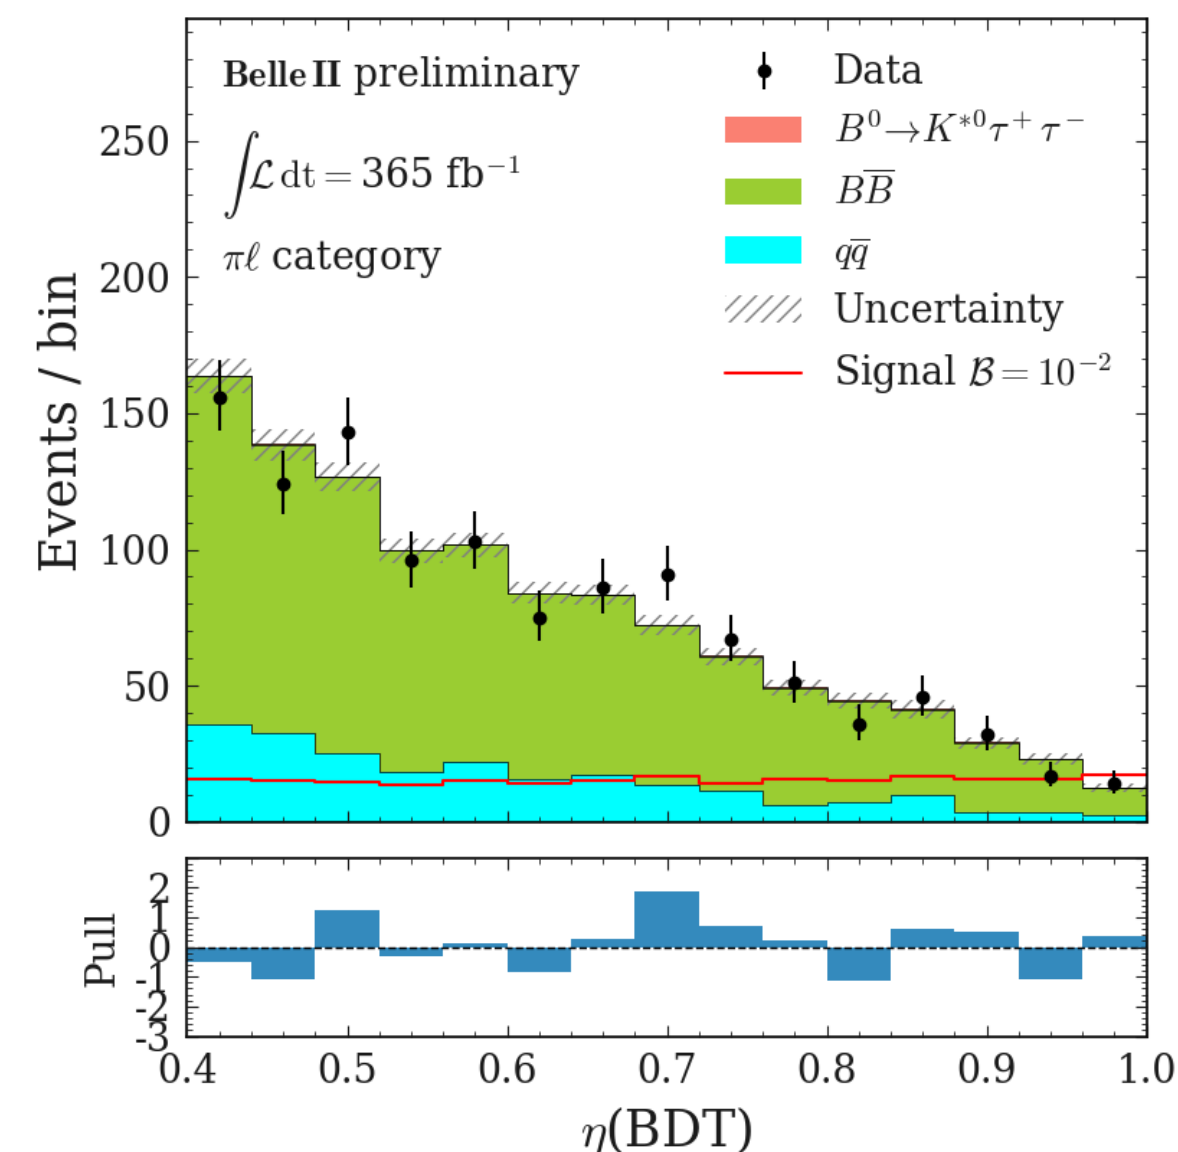 Belle II preliminary
∫ℒ dt = 365 fb⁻¹
πℓ category
Data
B⁰→K*⁰τ⁺τ⁻
BB̅
qq̅
Uncertainty
Signal ℬ = 10⁻²
Events / bin
250
200
150
100
50
0
Pull
2
1
0
-1
-2
-3
0.4 0.5 0.6 0.7 0.8 0.9 1.0
η(BDT)